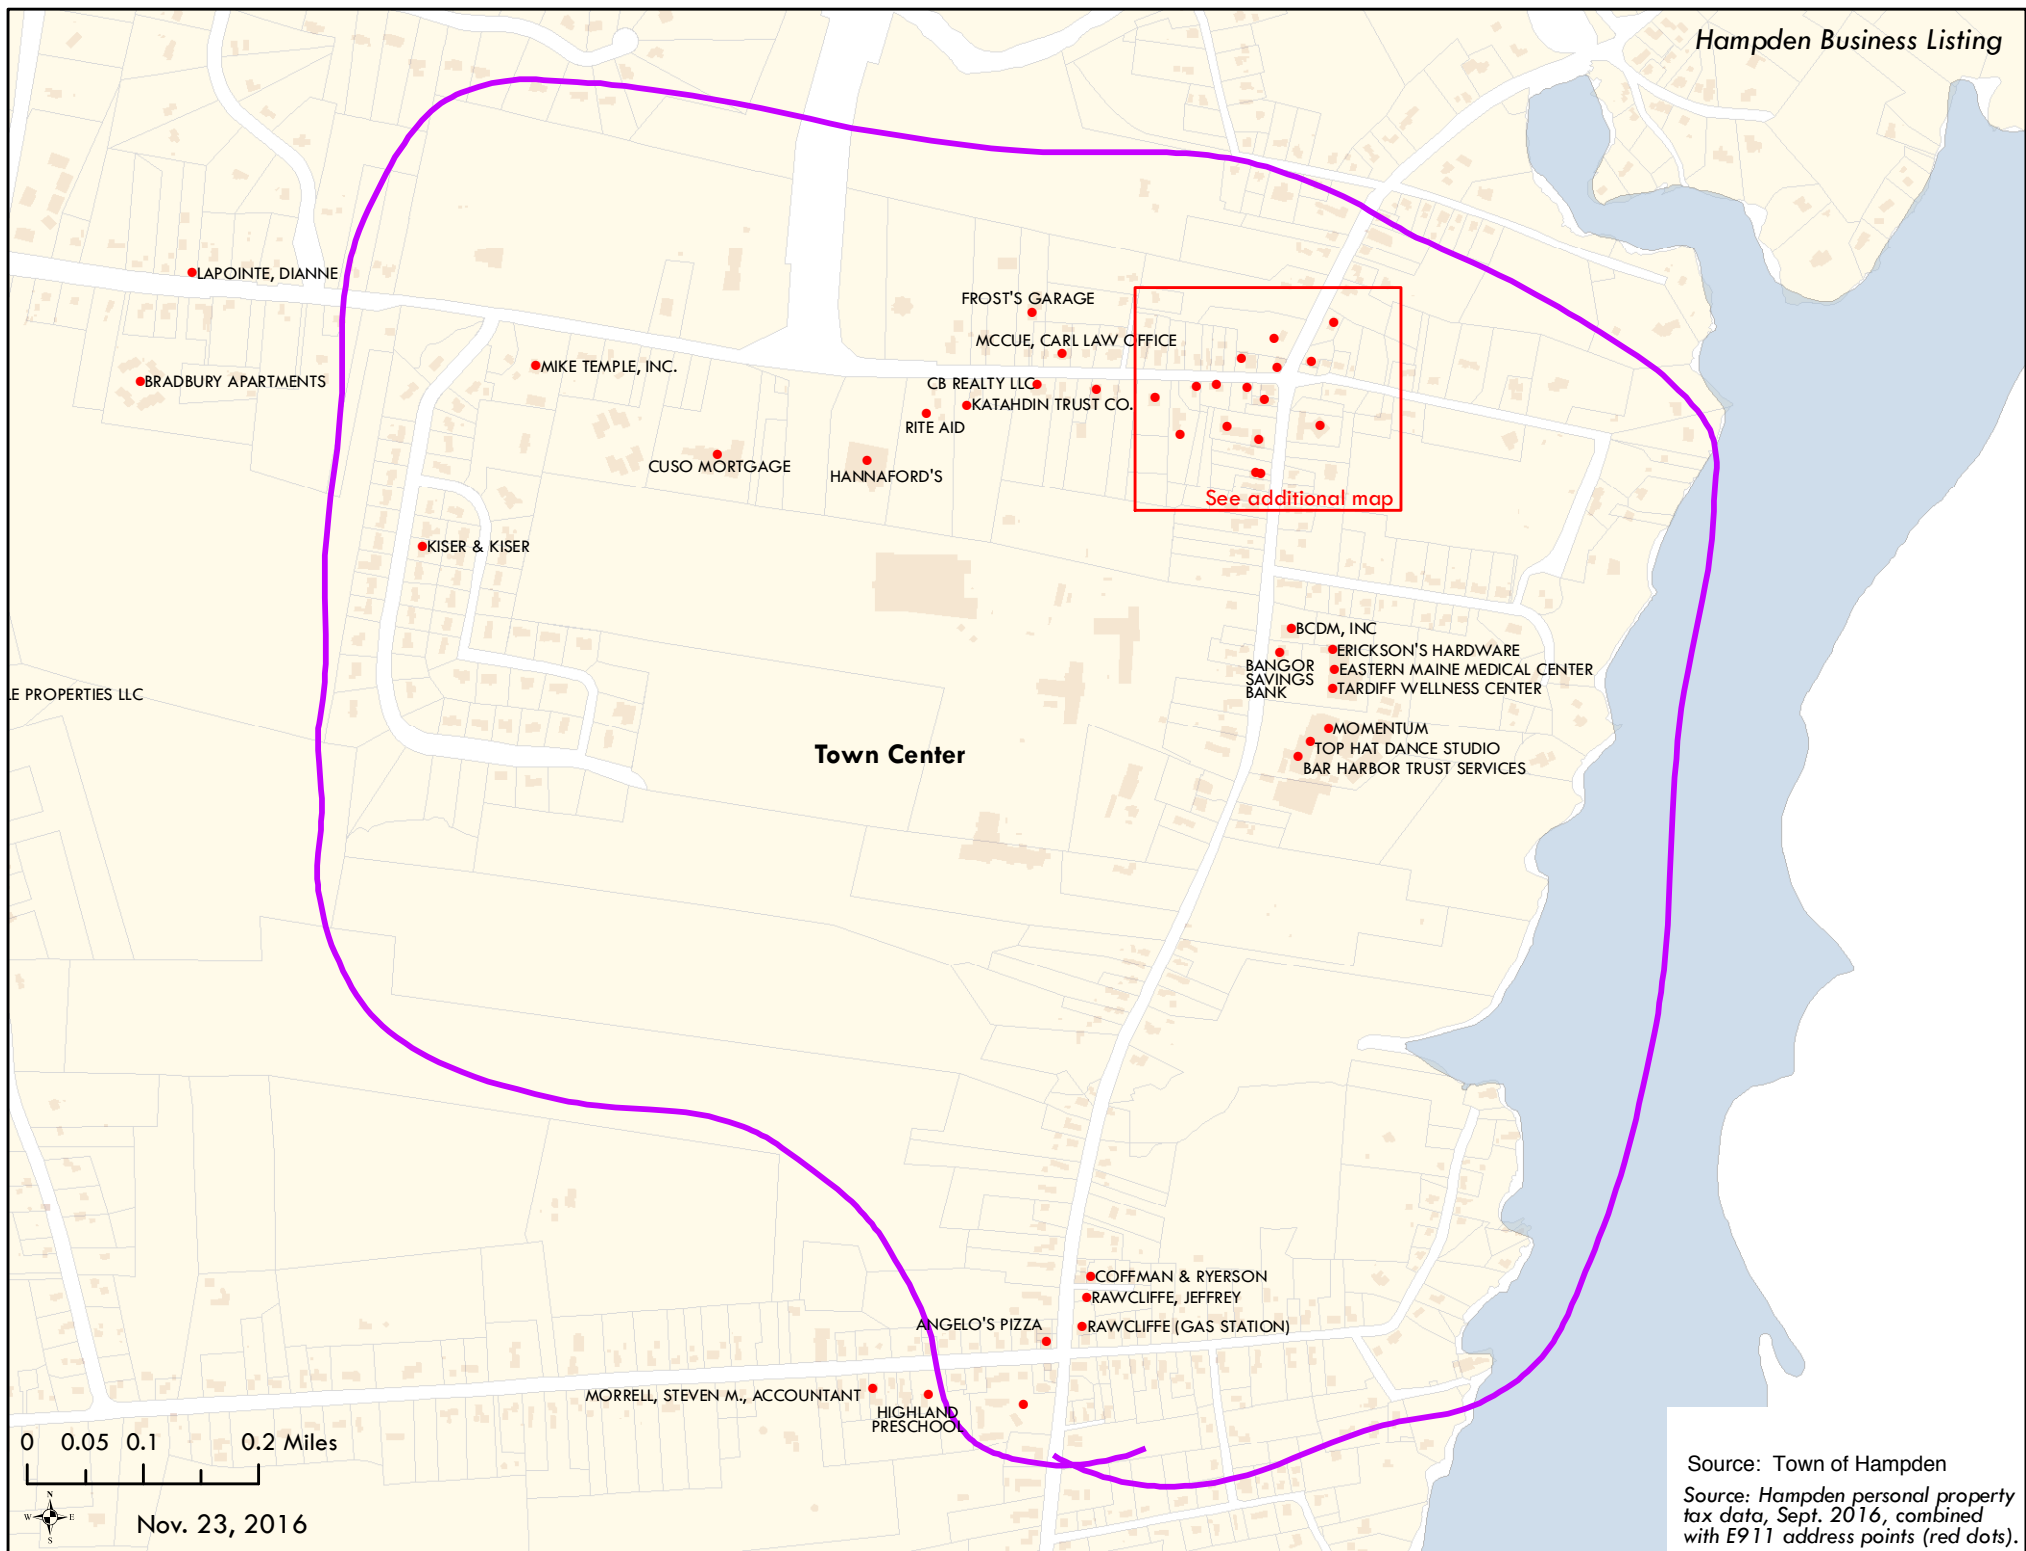 Hampden Business Listing
LAPOINTE, DIANNE
FROST'S GARAGE
MCCUE, CARL LAW OFFICE
MIKE TEMPLE, INC.
BRADBURY APARTMENTS
CB REALTY LLC
KATAHDIN TRUST CO.
RITE AID
CUSO MORTGAGE
HANNAFORD'S
See additional map
KISER & KISER
BCDM, INC
ERICKSON'S HARDWARE
BANGOR
SAVINGS
BANK
EASTERN MAINE MEDICAL CENTER
TARDIFF WELLNESS CENTER
LE PROPERTIES LLC
MOMENTUM
TOP HAT DANCE STUDIO
BAR HARBOR TRUST SERVICES
Town Center
COFFMAN & RYERSON
RAWCLIFFE, JEFFREY
ANGELO'S PIZZA
RAWCLIFFE (GAS STATION)
MORRELL, STEVEN M., ACCOUNTANT
HIGHLAND
PRESCHOOL
0 0.05 0.1 0.2 Miles
N
W E
S
Nov. 23, 2016
Source: Town of Hampden
Source: Hampden personal property
tax data, Sept. 2016, combined
with E911 address points (red dots).